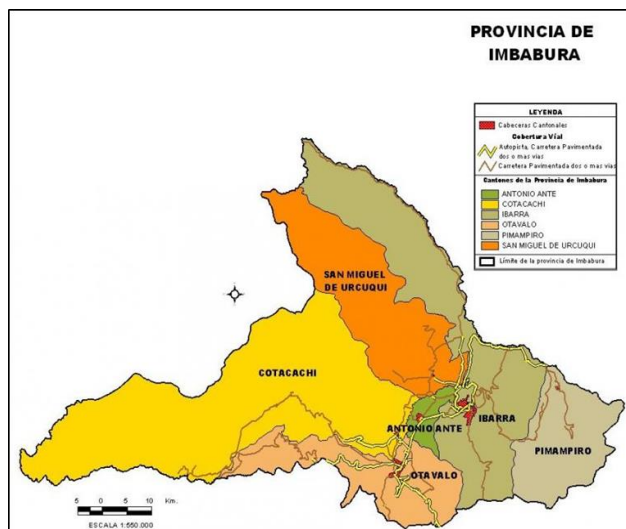 PROVINCIA DE
IMBABURA
LEYENDA
Cabeceras Cantonales
Cobertura Vial
Autopista, Carretera Pavimentada
dos o mas vias
Carretera Pavimentada dos o mas vias
Cantones de la Provincia de Imbabura
ANTONIO ANTE
COTACACHI
IBARRA
OTAVALO
PIMAMPIRO
SAN MIGUEL DE URCUQUI
Límite de la provincia de Imbabura
SAN MIGUEL
DE URCUQUI
COTACACHI
ANTONIO ANTE
IBARRA
PIMAMPIRO
OTAVALO
5 0 5 10 Km.
ESCALA 1:550.000